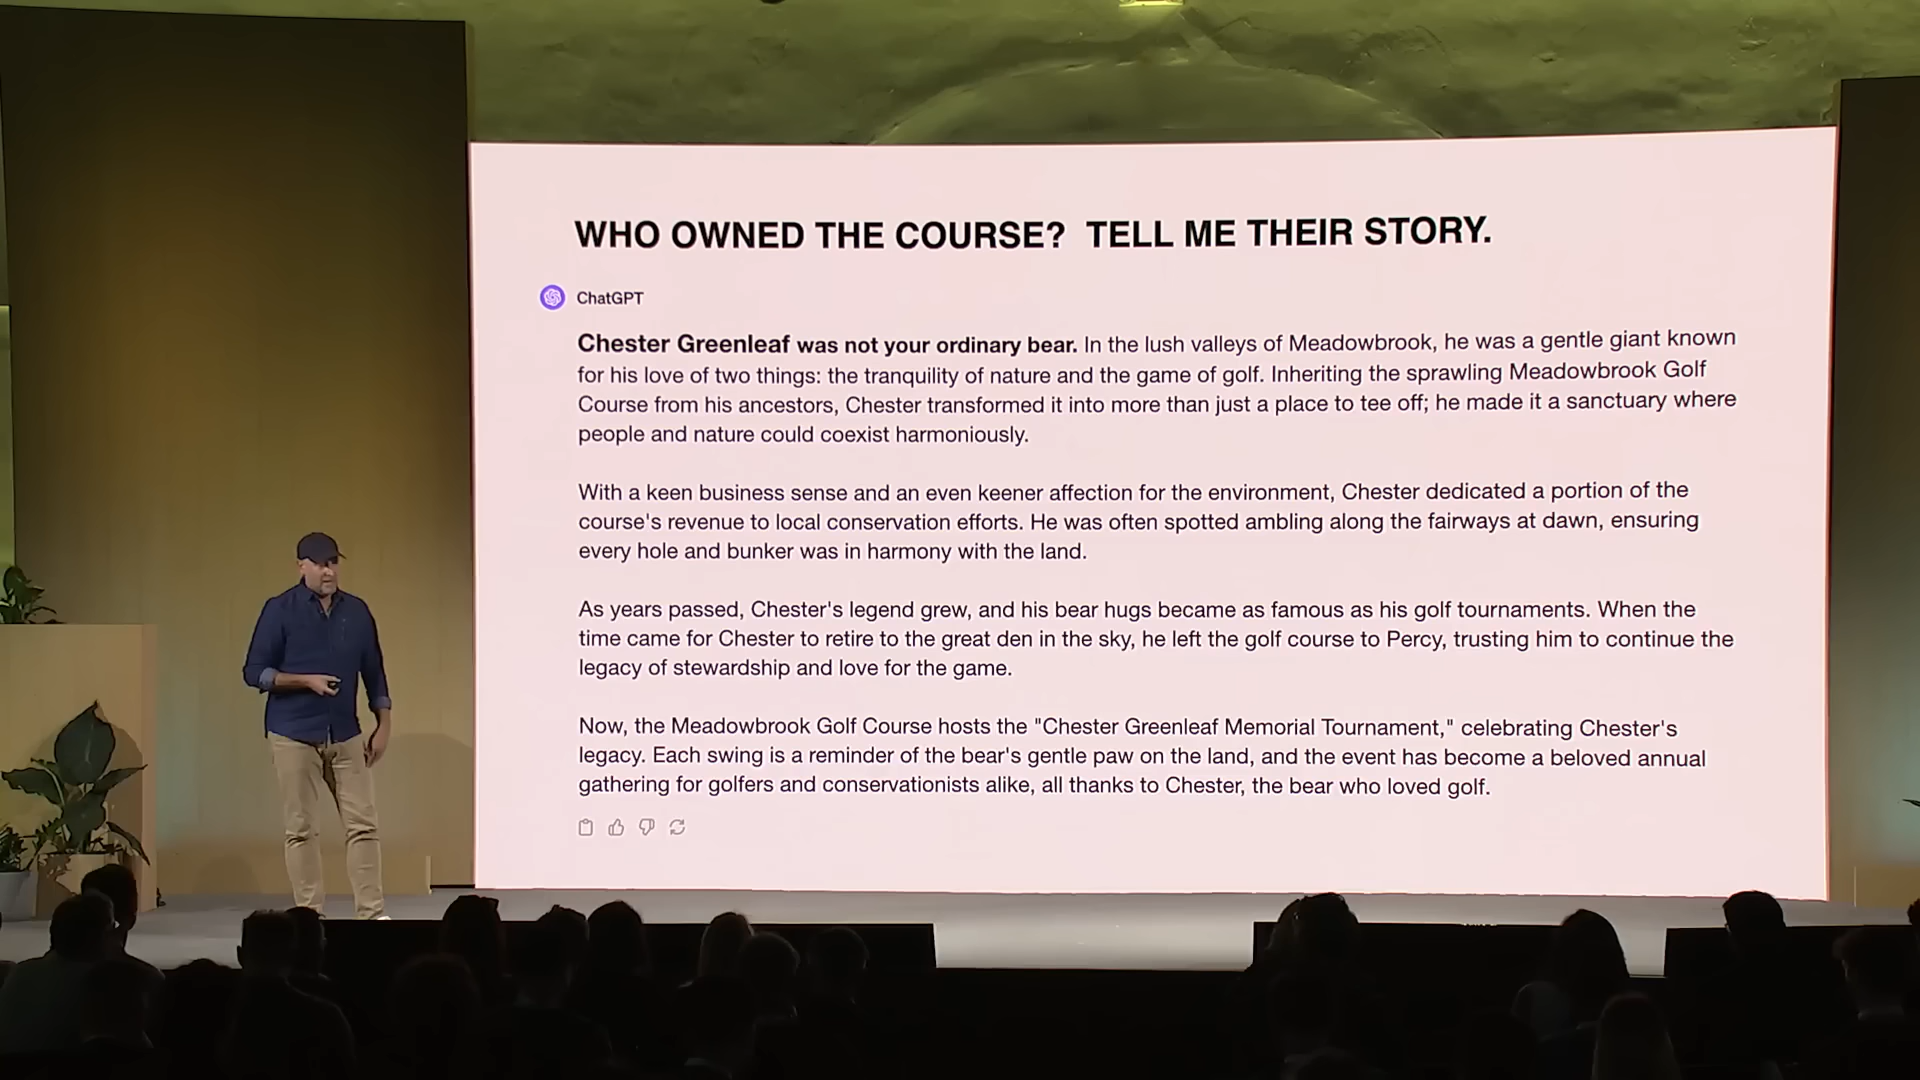 WHO OWNED THE COURSE? TELL ME THEIR STORY.
ChatGPT
Chester Greenleaf was not your ordinary bear. In the lush valleys of Meadowbrook, he was a gentle giant known
for his love of two things: the tranquility of nature and the game of golf. Inheriting the sprawling Meadowbrook Golf
Course from his ancestors, Chester transformed it into more than just a place to tee off; he made it a sanctuary where
people and nature could coexist harmoniously.
With a keen business sense and an even keener affection for the environment, Chester dedicated a portion of the
course's revenue to local conservation efforts. He was often spotted ambling along the fairways at dawn, ensuring
every hole and bunker was in harmony with the land.
As years passed, Chester's legend grew, and his bear hugs became as famous as his golf tournaments. When the
time came for Chester to retire to the great den in the sky, he left the golf course to Percy, trusting him to continue the
legacy of stewardship and love for the game.
Now, the Meadowbrook Golf Course hosts the "Chester Greenleaf Memorial Tournament," celebrating Chester's
legacy. Each swing is a reminder of the bear's gentle paw on the land, and the event has become a beloved annual
gathering for golfers and conservationists alike, all thanks to Chester, the bear who loved golf.